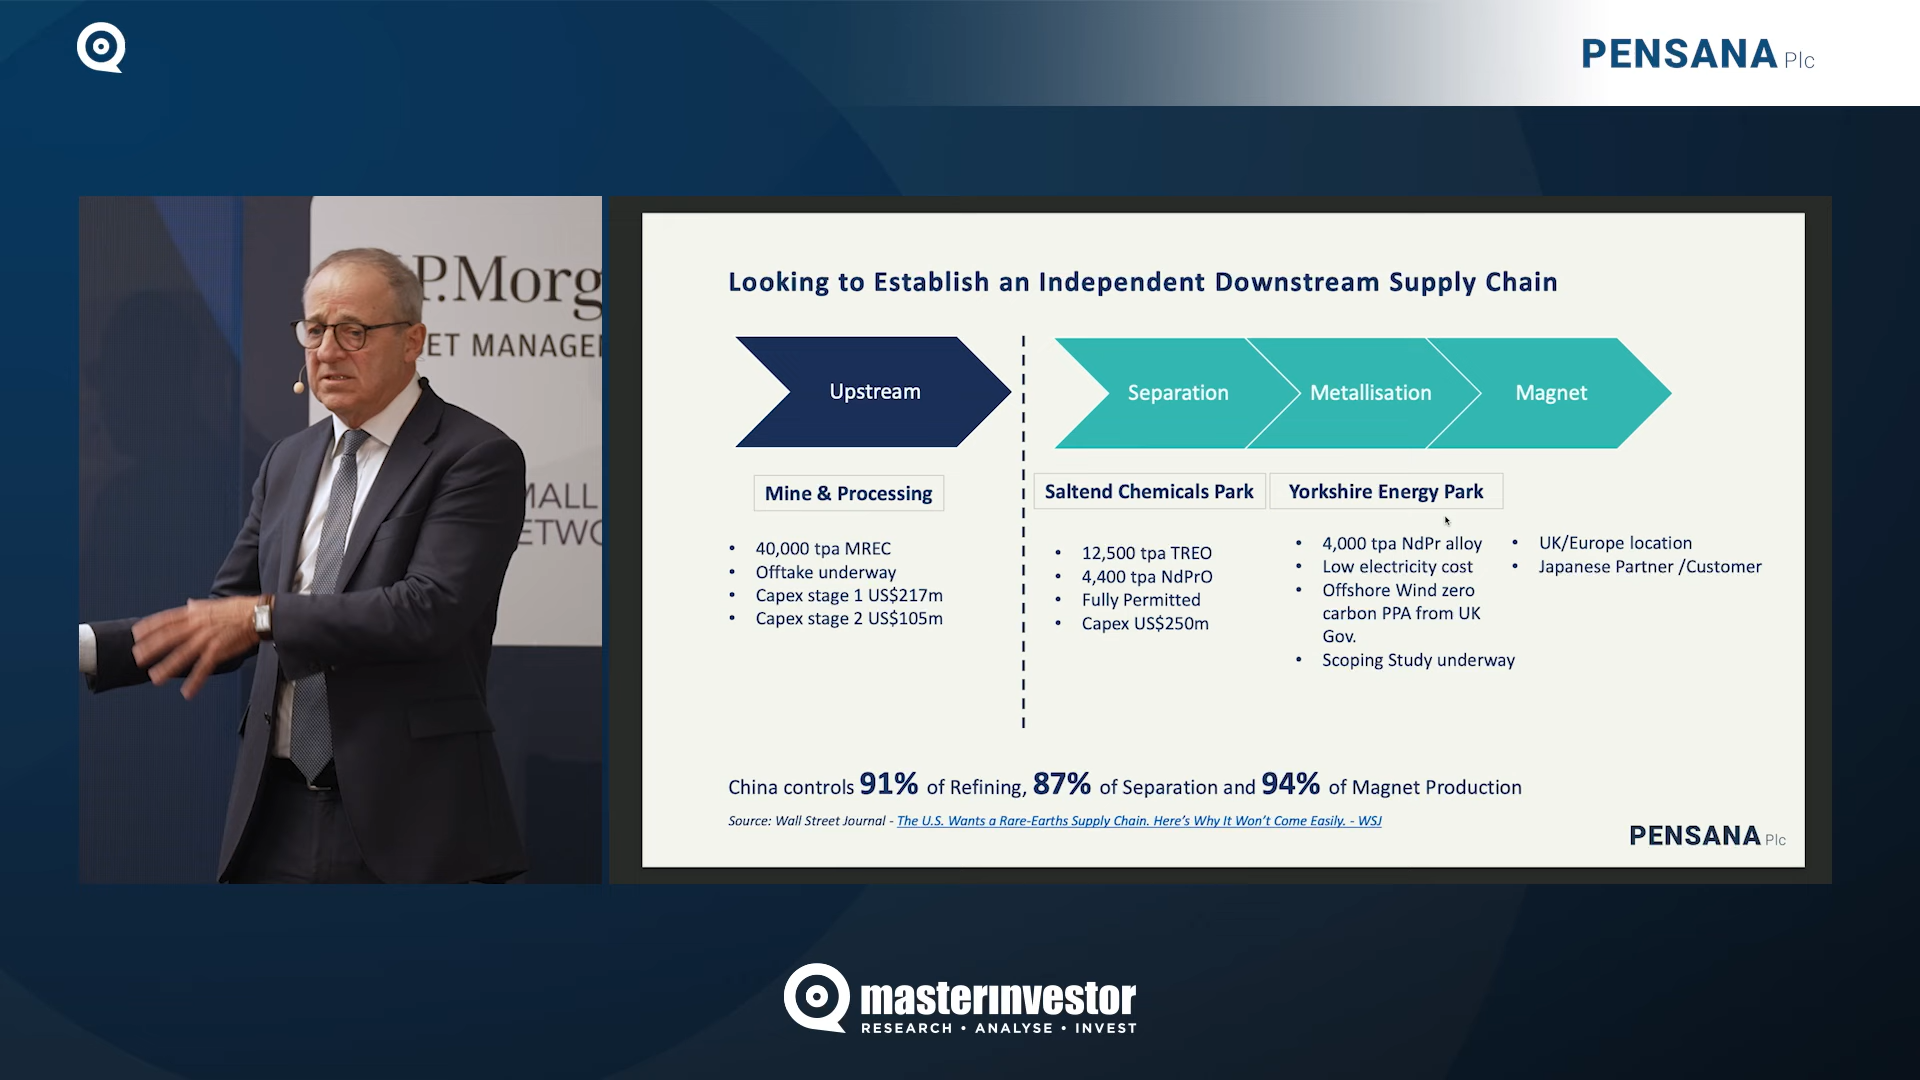 PENSANA Plc
J.P.Morg
ET MANAGE
MALL
ETWO
Looking to Establish an Independent Downstream Supply Chain
Upstream
Separation
Metallisation
Magnet
Mine & Processing
Saltend Chemicals Park
Yorkshire Energy Park
• 40,000 tpa MREC
• Offtake underway
• Capex stage 1 US$217m
• Capex stage 2 US$105m
• 12,500 tpa TREO
• 4,400 tpa NdPrO
• Fully Permitted
• Capex US$250m
• 4,000 tpa NdPr alloy
• Low electricity cost
• Offshore Wind zero
carbon PPA from UK
Gov.
• Scoping Study underway
• UK/Europe location
• Japanese Partner /Customer
China controls 91% of Refining, 87% of Separation and 94% of Magnet Production
Source: Wall Street Journal - The U.S. Wants a Rare-Earths Supply Chain. Here's Why It Won't Come Easily. - WSJ
PENSANA Plc
masterinvestor
RESEARCH • ANALYSE • INVEST